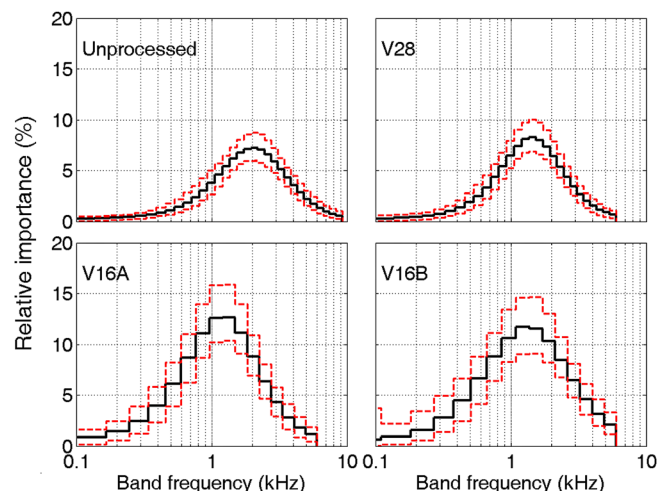 Relative importance (%)
20
Unprocessed
V28
15
10
5
0
20
V16A
V16B
15
10
5
0
0.1
1
10
0.1
1
10
Band frequency (kHz)
Band frequency (kHz)